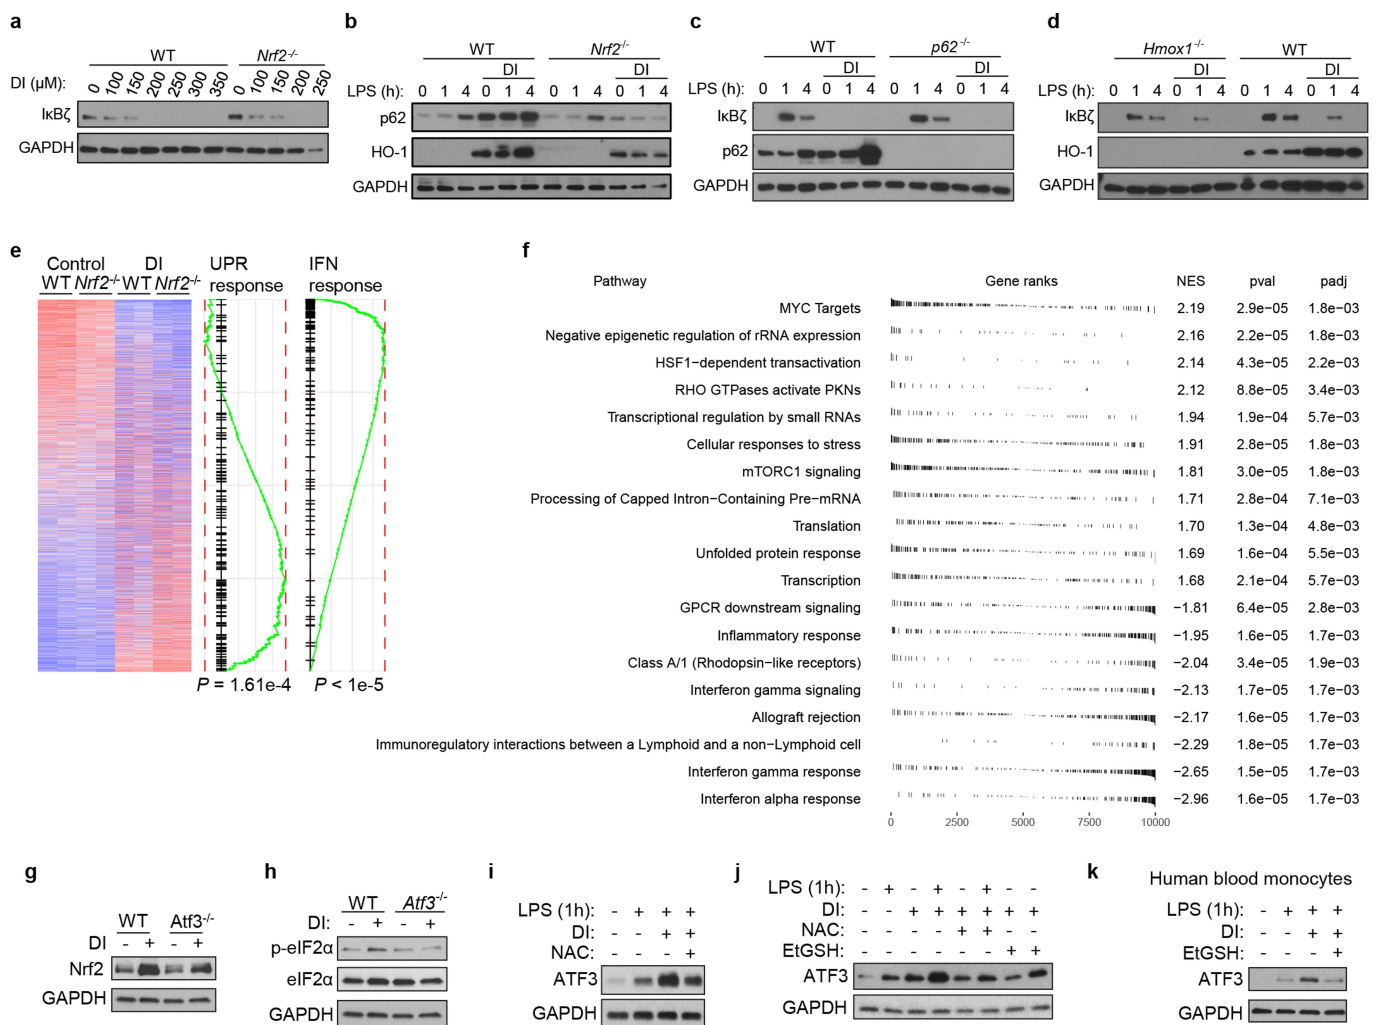 a
WT Nrf2-/-
DI (μM): 0 100 150 200 250 300 350 0 100 150 200 250
IκBζ
GAPDH
b
WT Nrf2-/-
DI DI
LPS (h): 0 1 4 0 1 4 0 1 4 0 1 4
p62
HO-1
GAPDH
c
WT p62-/-
DI DI
LPS (h): 0 1 4 0 1 4 0 1 4 0 1 4
IκBζ
p62
GAPDH
d
Hmox1-/- WT
DI DI
LPS (h): 0 1 4 0 1 4 0 1 4 0 1 4
IκBζ
HO-1
GAPDH
e
Control DI UPR response IFN response
WT Nrf2-/- WT Nrf2-/-
P = 1.61e-4 P < 1e-5
f
Pathway Gene ranks NES pval padj
MYC Targets 2.19 2.9e−05 1.8e−03
Negative epigenetic regulation of rRNA expression 2.16 2.2e−05 1.8e−03
HSF1−dependent transactivation 2.14 4.3e−05 2.2e−03
RHO GTPases activate PKNs 2.12 8.8e−05 3.4e−03
Transcriptional regulation by small RNAs 1.94 1.9e−04 5.7e−03
Cellular responses to stress 1.91 2.8e−05 1.8e−03
mTORC1 signaling 1.81 3.0e−05 1.8e−03
Processing of Capped Intron−Containing Pre−mRNA 1.71 2.8e−04 7.1e−03
Translation 1.70 1.3e−04 4.8e−03
Unfolded protein response 1.69 1.6e−04 5.5e−03
Transcription 1.68 2.1e−04 5.7e−03
GPCR downstream signaling −1.81 6.4e−05 2.8e−03
Inflammatory response −1.95 1.6e−05 1.7e−03
Class A/1 (Rhodopsin−like receptors) −2.04 3.4e−05 1.9e−03
Interferon gamma signaling −2.13 1.7e−05 1.7e−03
Allograft rejection −2.17 1.6e−05 1.7e−03
Immunoregulatory interactions between a Lymphoid and a non−Lymphoid cell −2.29 1.8e−05 1.7e−03
Interferon gamma response −2.65 1.5e−05 1.7e−03
Interferon alpha response −2.96 1.6e−05 1.7e−03
0 2500 5000 7500 10000
g
WT Atf3-/-
DI - + - +
Nrf2
GAPDH
h
WT Atf3-/-
DI: - + - +
p-eIF2α
eIF2α
GAPDH
i
LPS (1h): - + + +
DI: - - + +
NAC: - - - +
ATF3
GAPDH
j
LPS (1h): - + - + - + - +
DI: - - + + + + + +
NAC: - - - - + + - -
EtGSH: - - - - - - + +
ATF3
GAPDH
k
Human blood monocytes
LPS (1h): - + + +
DI: - - + +
EtGSH: - - - +
ATF3
GAPDH